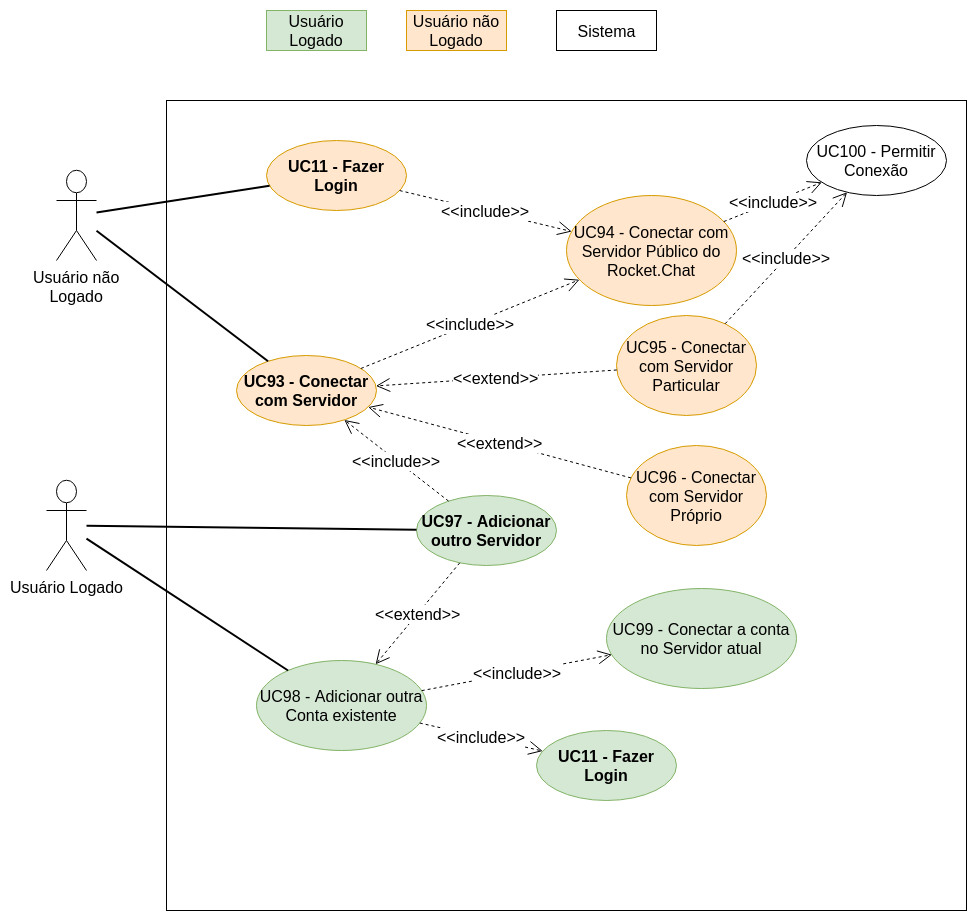 Usuário
Logado
Usuário não
Logado
Sistema
UC100 - Permitir
Conexão
UC11 - Fazer
Login
<<include>>
<<include>>
UC94 - Conectar com
Servidor Público do
Rocket.Chat
<<include>>
Usuário não
Logado
<<include>>
UC95 - Conectar
com Servidor
Particular
UC93 - Conectar
com Servidor
<<extend>>
<<extend>>
<<include>>
UC96 - Conectar
com Servidor
Próprio
UC97 - Adicionar
outro Servidor
Usuário Logado
<<extend>>
UC99 - Conectar a conta
no Servidor atual
<<include>>
UC98 - Adicionar outra
Conta existente
<<include>>
UC11 - Fazer
Login